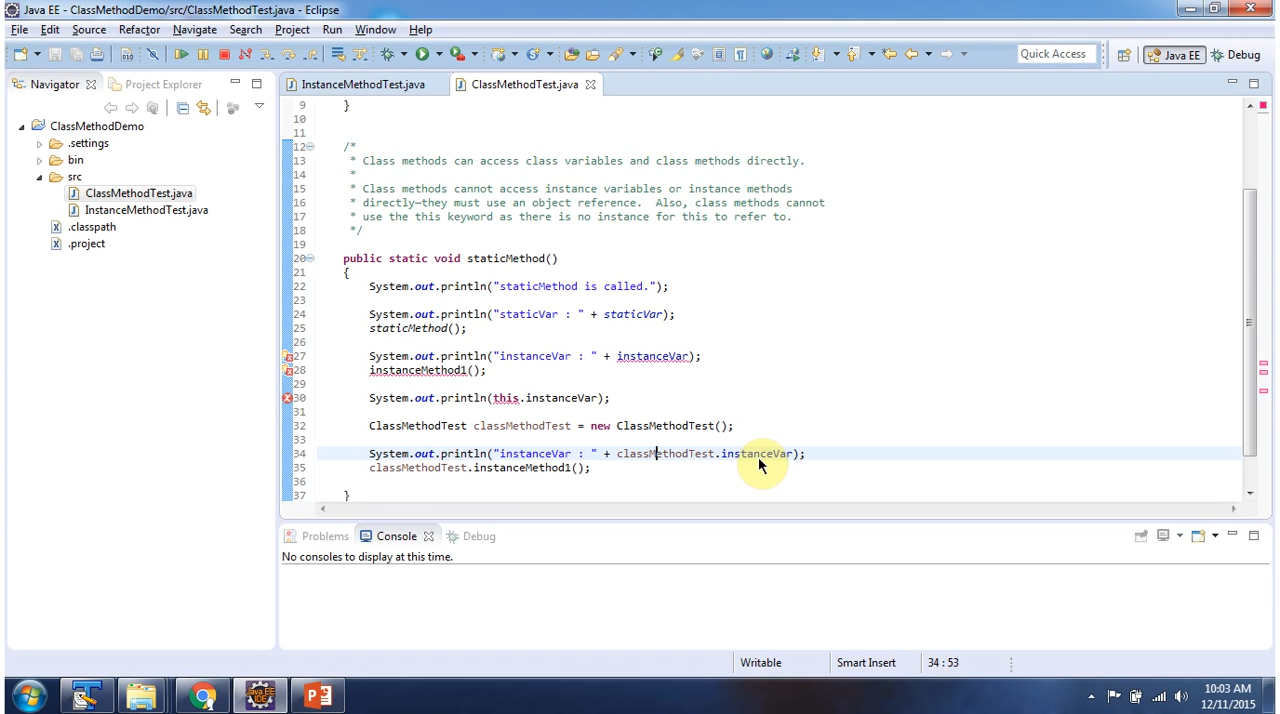 Java EE - ClassMethodDemo/src/ClassMethodTest.java - Eclipse
File Edit Source Refactor Navigate Search Project Run Window Help
Quick Access Java EE Debug
Navigator Project Explorer
ClassMethodDemo
.settings
bin
src
ClassMethodTest.java
InstanceMethodTest.java
.classpath
.project
InstanceMethodTest.java ClassMethodTest.java
9 }
10
11
12 /*
13 * Class methods can access class variables and class methods directly.
14 *
15 * Class methods cannot access instance variables or instance methods
16 * directly—they must use an object reference. Also, class methods cannot
17 * use the this keyword as there is no instance for this to refer to.
18 */
19
20 public static void staticMethod()
21 {
22 System.out.println("staticMethod is called.");
23
24 System.out.println("staticVar : " + staticVar);
25 staticMethod();
26
27 System.out.println("instanceVar : " + instanceVar);
28 instanceMethod1();
29
30 System.out.println(this.instanceVar);
31
32 ClassMethodTest classMethodTest = new ClassMethodTest();
33
34 System.out.println("instanceVar : " + classMethodTest.instanceVar);
35 classMethodTest.instanceMethod1();
36
37 }
Problems Console Debug
No consoles to display at this time.
Writable Smart Insert 34 : 53
Java EE
IDE
10:03 AM
12/11/2015